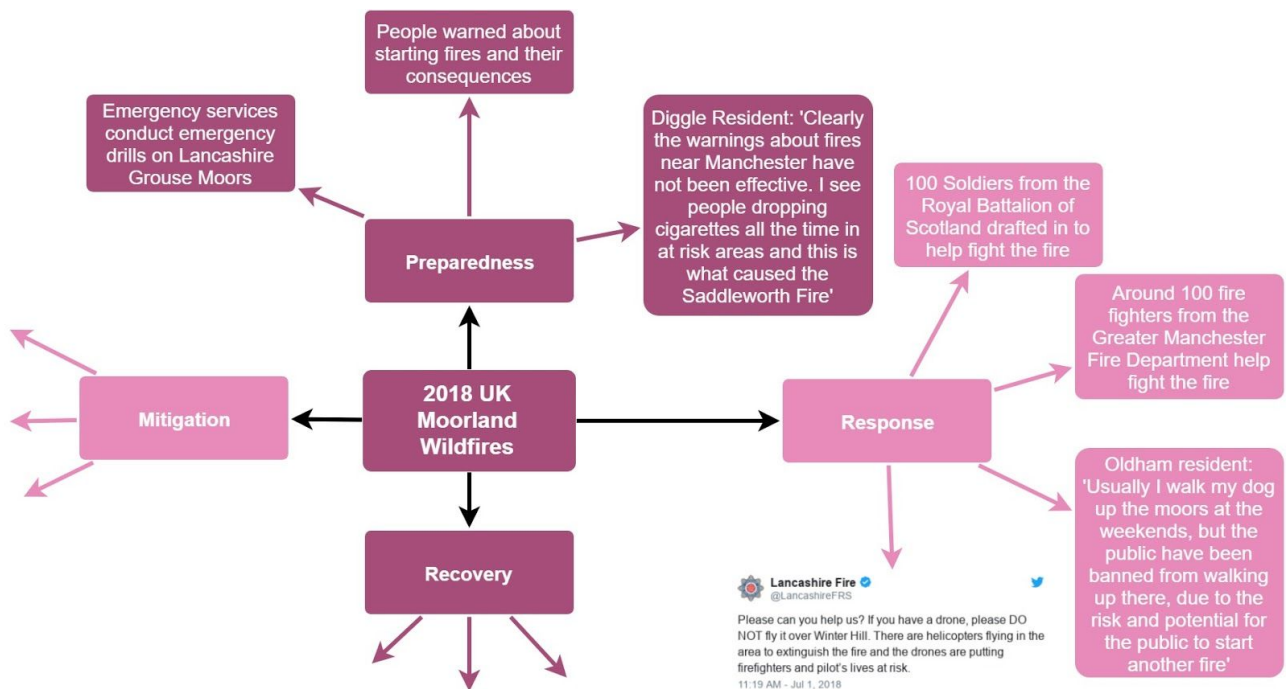 People warned about
starting fires and their
consequences
Emergency services
conduct emergency
drills on Lancashire
Grouse Moors
Diggle Resident: 'Clearly
the warnings about fires
near Manchester have
not been effective. I see
people dropping
cigarettes all the time in
at risk areas and this is
what caused the
Saddleworth Fire'
Preparedness
100 Soldiers from the
Royal Battalion of
Scotland drafted in to
help fight the fire
Around 100 fire
fighters from the
Greater Manchester
Fire Department help
fight the fire
Mitigation
2018 UK
Moorland
Wildfires
Response
Oldham resident:
'Usually I walk my dog
up the moors at the
weekends, but the
public have been
banned from walking
up there, due to the
risk and potential for
the public to start
another fire'
Recovery
Lancashire Fire
@LancashireFRS
Please can you help us? If you have a drone, please DO
NOT fly it over Winter Hill. There are helicopters flying in the
area to extinguish the fire and the drones are putting
firefighters and pilot's lives at risk.
11:19 AM - Jul 1, 2018